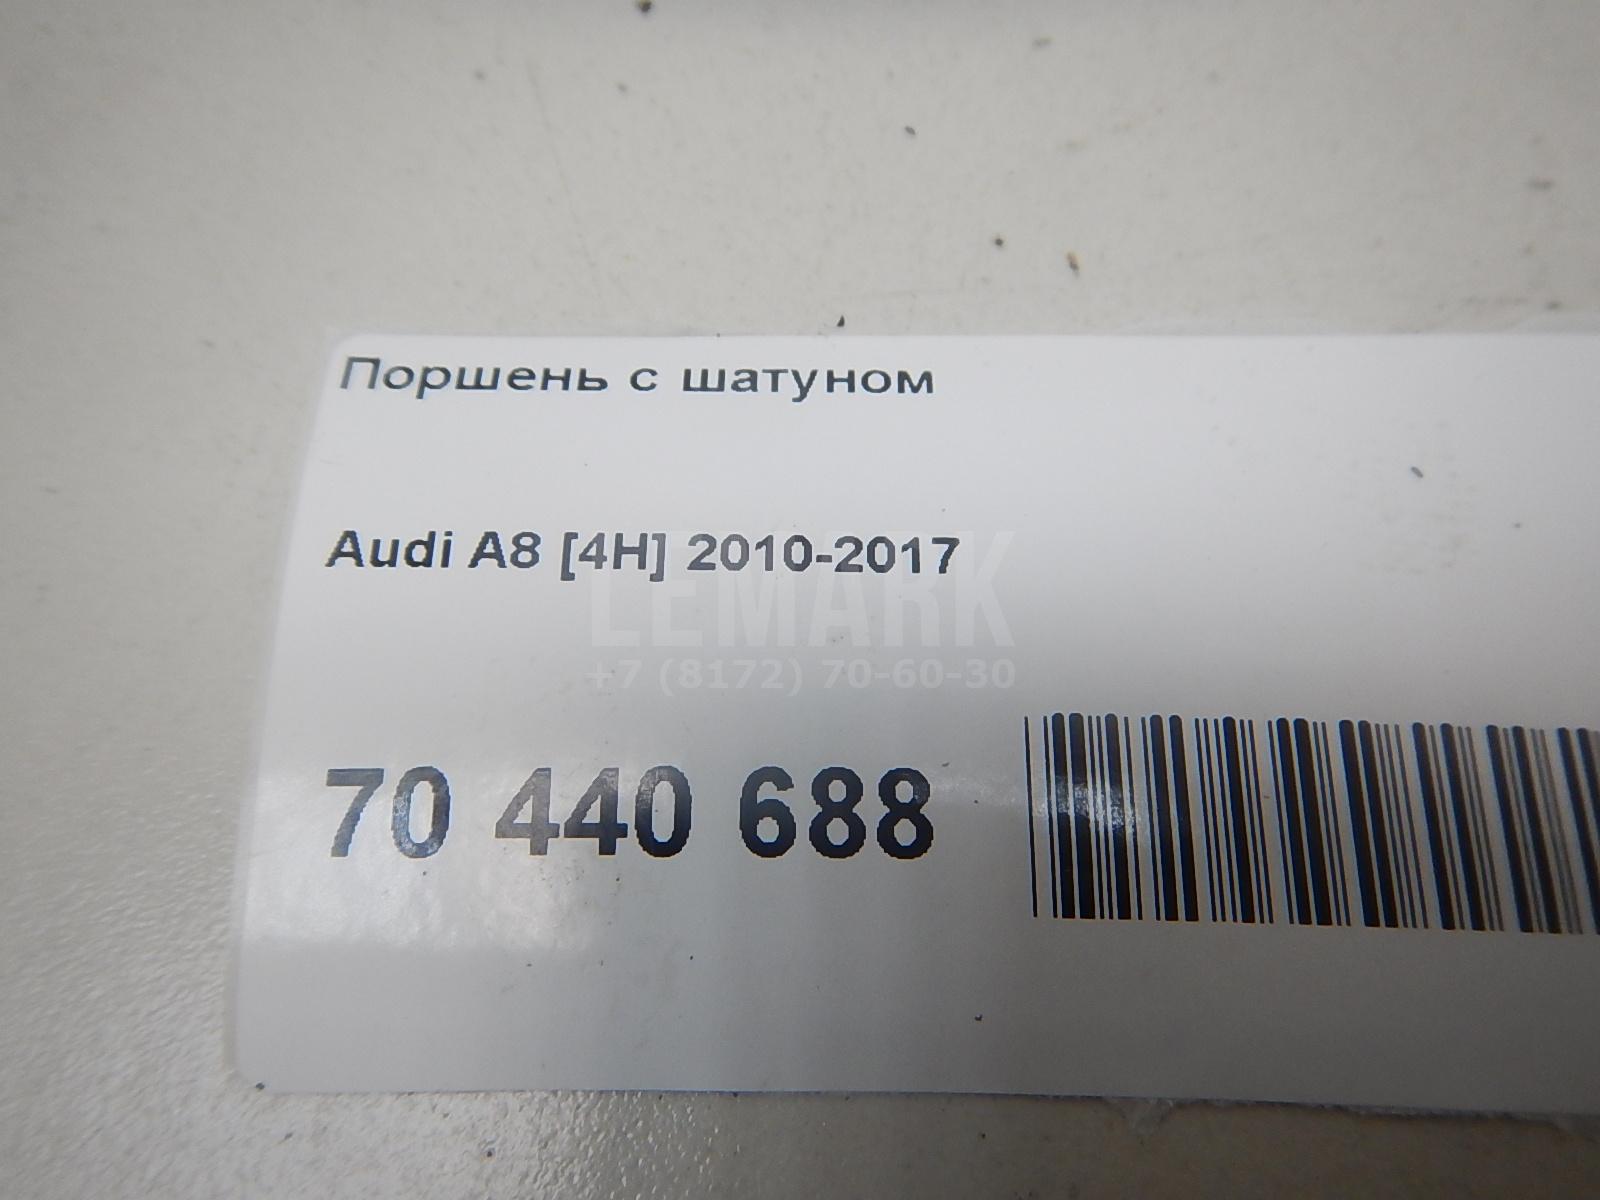 Поршень с шатуном
Audi A8 [4H] 2010-2017
LEMARK
+7 (8172) 70-60-30
70 440 688